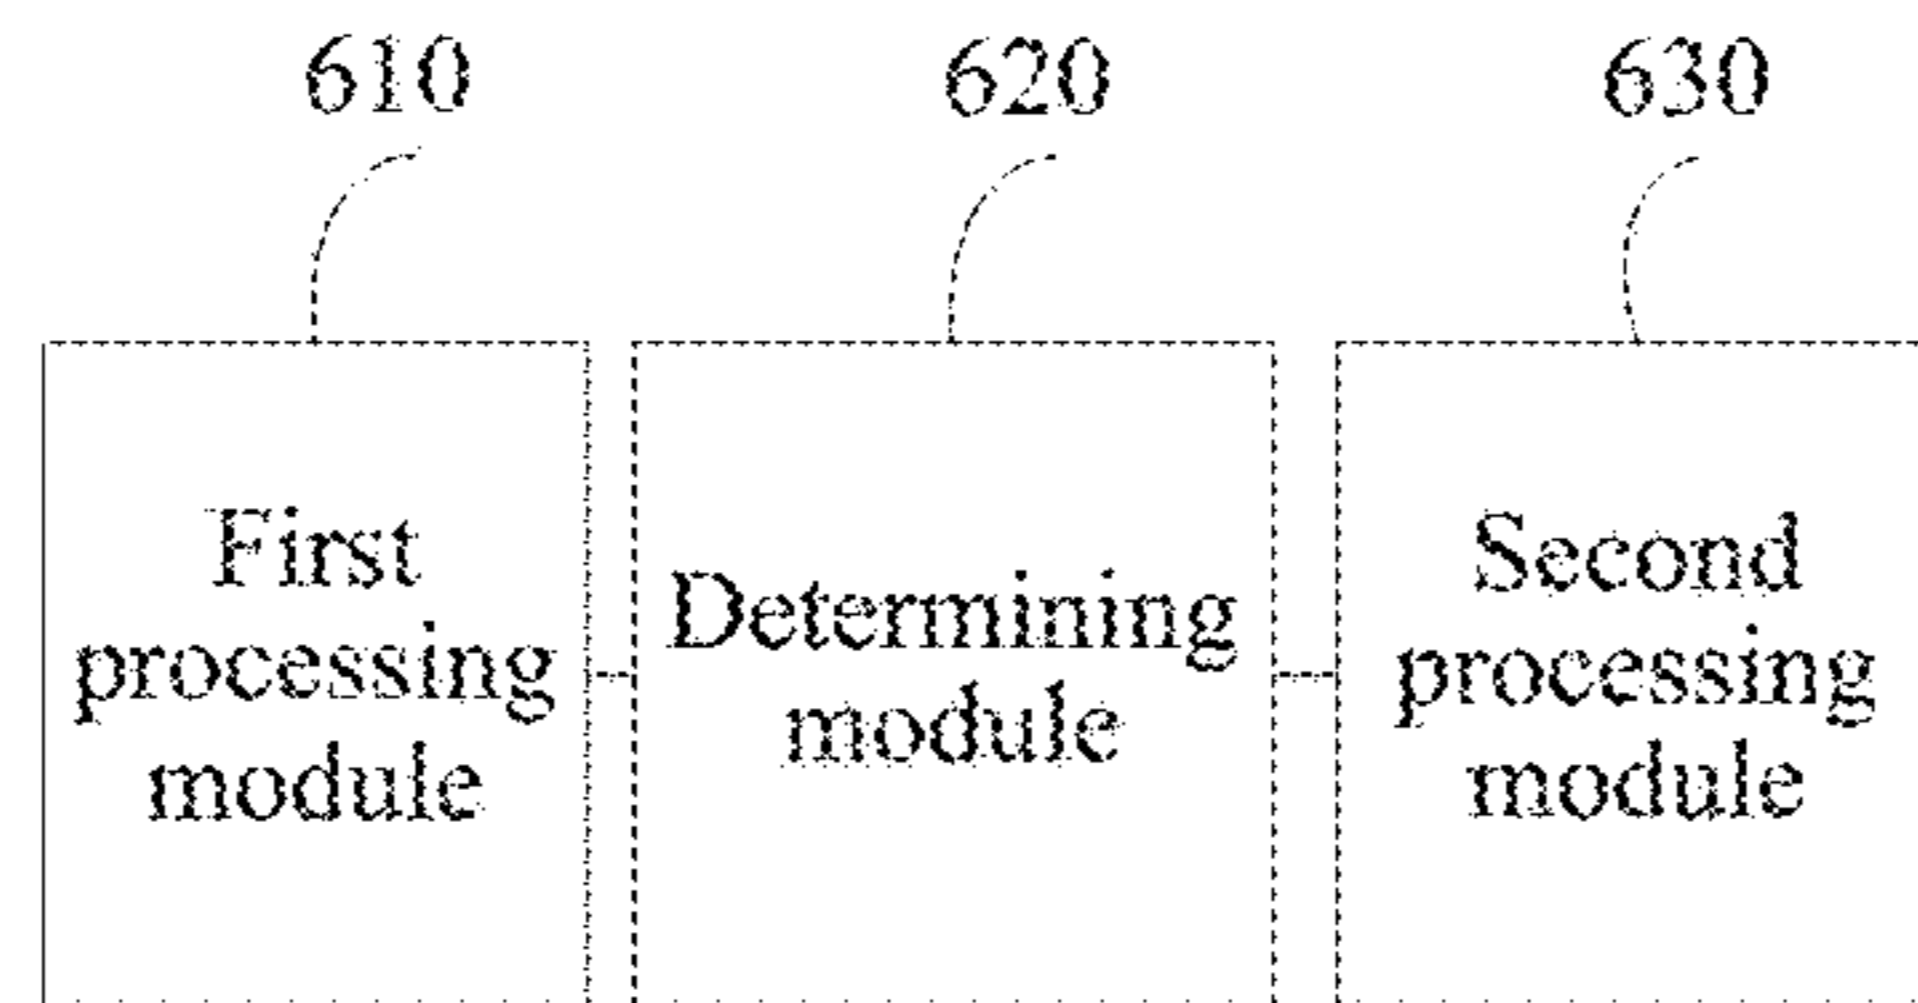 610
620
630
First
processing
module
Determining
module
Second
processing
module